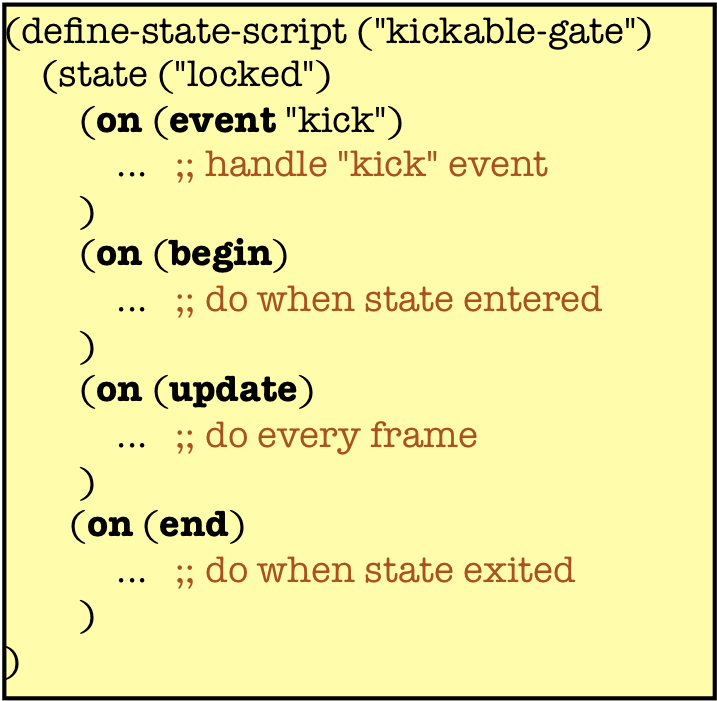 (define-state-script ("kickable-gate")
(state ("locked")
(on (event "kick")
... ;; handle "kick" event
)
(on (begin)
... ;; do when state entered
)
(on (update)
... ;; do every frame
)
(on (end)
... ;; do when state exited
)
)